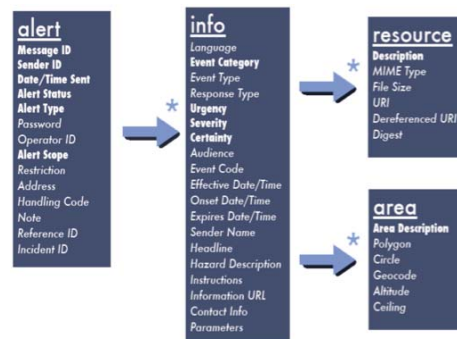 alert
Message ID
Sender ID
Date/Time Sent
Alert Status
Alert Type
Password
Operator ID
Alert Scope
Restriction
Address
Handling Code
Note
Reference ID
Incident ID
*
info
Language
Event Category
Event Type
Response Type
Urgency
Severity
Certainty
Audience
Event Code
Effective Date/Time
Onset Date/Time
Expires Date/Time
Sender Name
Headline
Hazard Description
Instructions
Information URL
Contact Info
Parameters
*
resource
Description
MIME Type
File Size
URI
Dereferenced URI
Digest
*
area
Area Description
Polygon
Circle
Geocode
Altitude
Ceiling